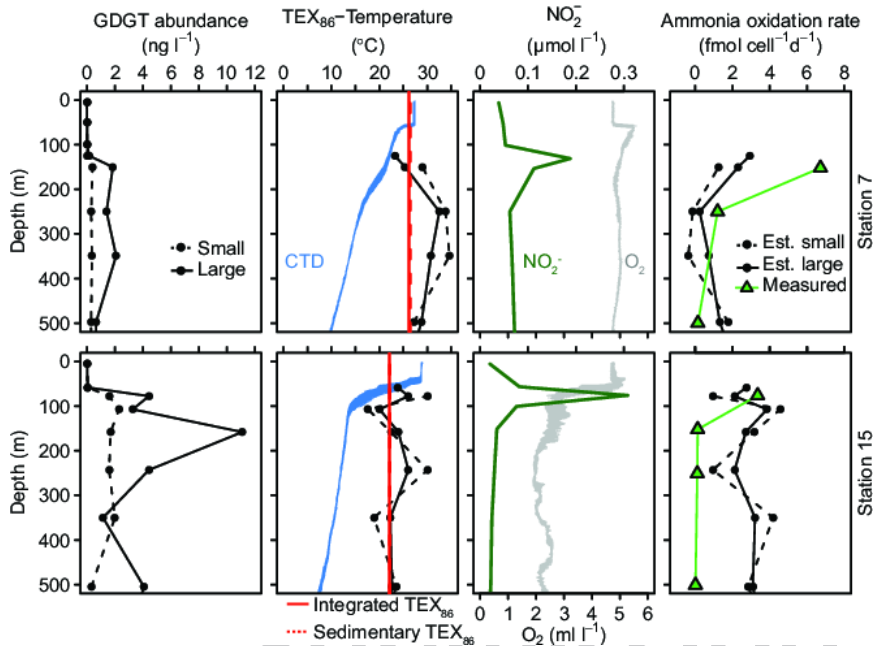 GDGT abundance
(ng l⁻¹)
TEX₈₆–Temperature
(°C)
NO₂⁻
(µmol l⁻¹)
Ammonia oxidation rate
(fmol cell⁻¹d⁻¹)
0 2 4 6 8 10 12
0 10 20 30
0 0.1 0.2 0.3
0 2 4 6 8
Depth (m)
0
100
200
300
400
500
Small
Large
CTD
NO₂⁻
O₂
Est. small
Est. large
Measured
Station 7
Depth (m)
0
100
200
300
400
500
Station 15
Integrated TEX₈₆
Sedimentary TEX₈₆
0 1 2 3 4 5 6
O₂ (ml l⁻¹)